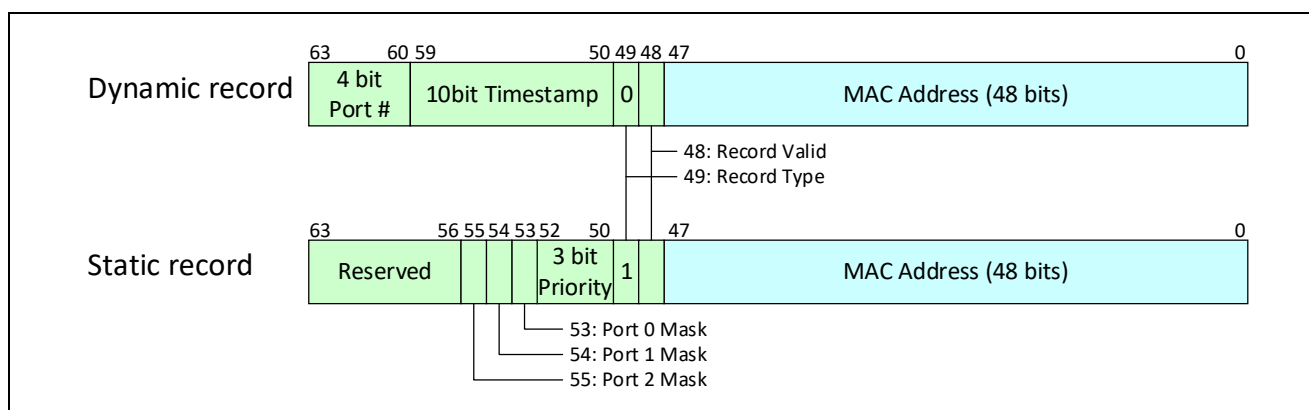 63 60 59 50 49 48 47 0
Dynamic record
4 bit
Port #
10bit Timestamp
0
MAC Address (48 bits)
48: Record Valid
49: Record Type
63 56 55 54 53 52 50 47 0
Static record
Reserved
3 bit
Priority
1
MAC Address (48 bits)
53: Port 0 Mask
54: Port 1 Mask
55: Port 2 Mask